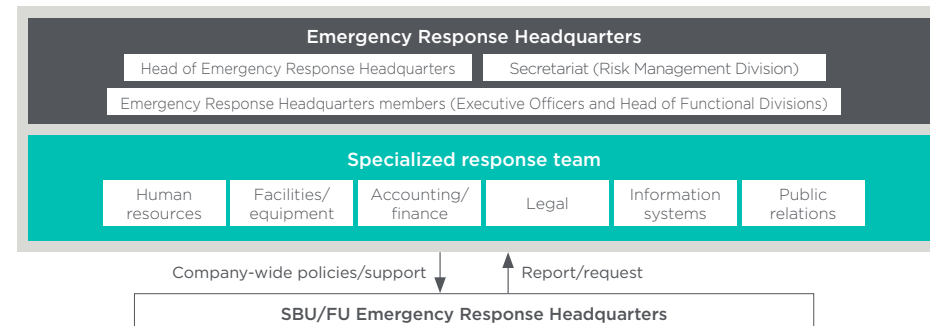 Emergency Response Headquarters
Head of Emergency Response Headquarters
Secretariat (Risk Management Division)
Emergency Response Headquarters members (Executive Officers and Head of Functional Divisions)
Specialized response team
Human
resources
Facilities/
equipment
Accounting/
finance
Legal
Information
systems
Public
relations
Company-wide policies/support
Report/request
SBU/FU Emergency Response Headquarters